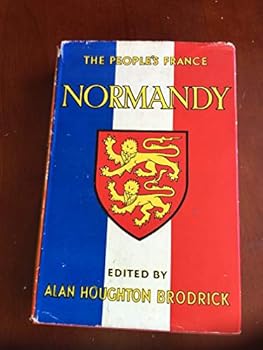 THE PEOPLE'S FRANCE
NORMANDY
EDITED BY
ALAN HOUGHTON BRODRICK